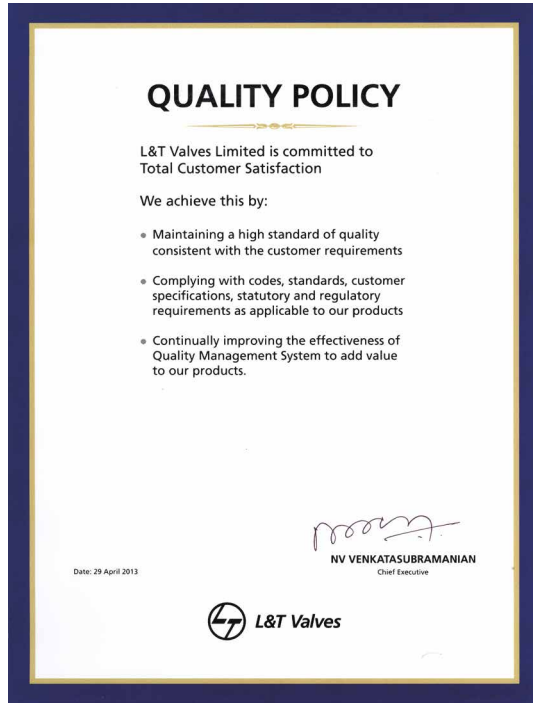 QUALITY POLICY
L&T Valves Limited is committed to
Total Customer Satisfaction
We achieve this by:
• Maintaining a high standard of quality
consistent with the customer requirements
• Complying with codes, standards, customer
specifications, statutory and regulatory
requirements as applicable to our products
• Continually improving the effectiveness of
Quality Management System to add value
to our products.
NV VENKATASUBRAMANIAN
Chief Executive
Date: 29 April 2013
LT L&T Valves